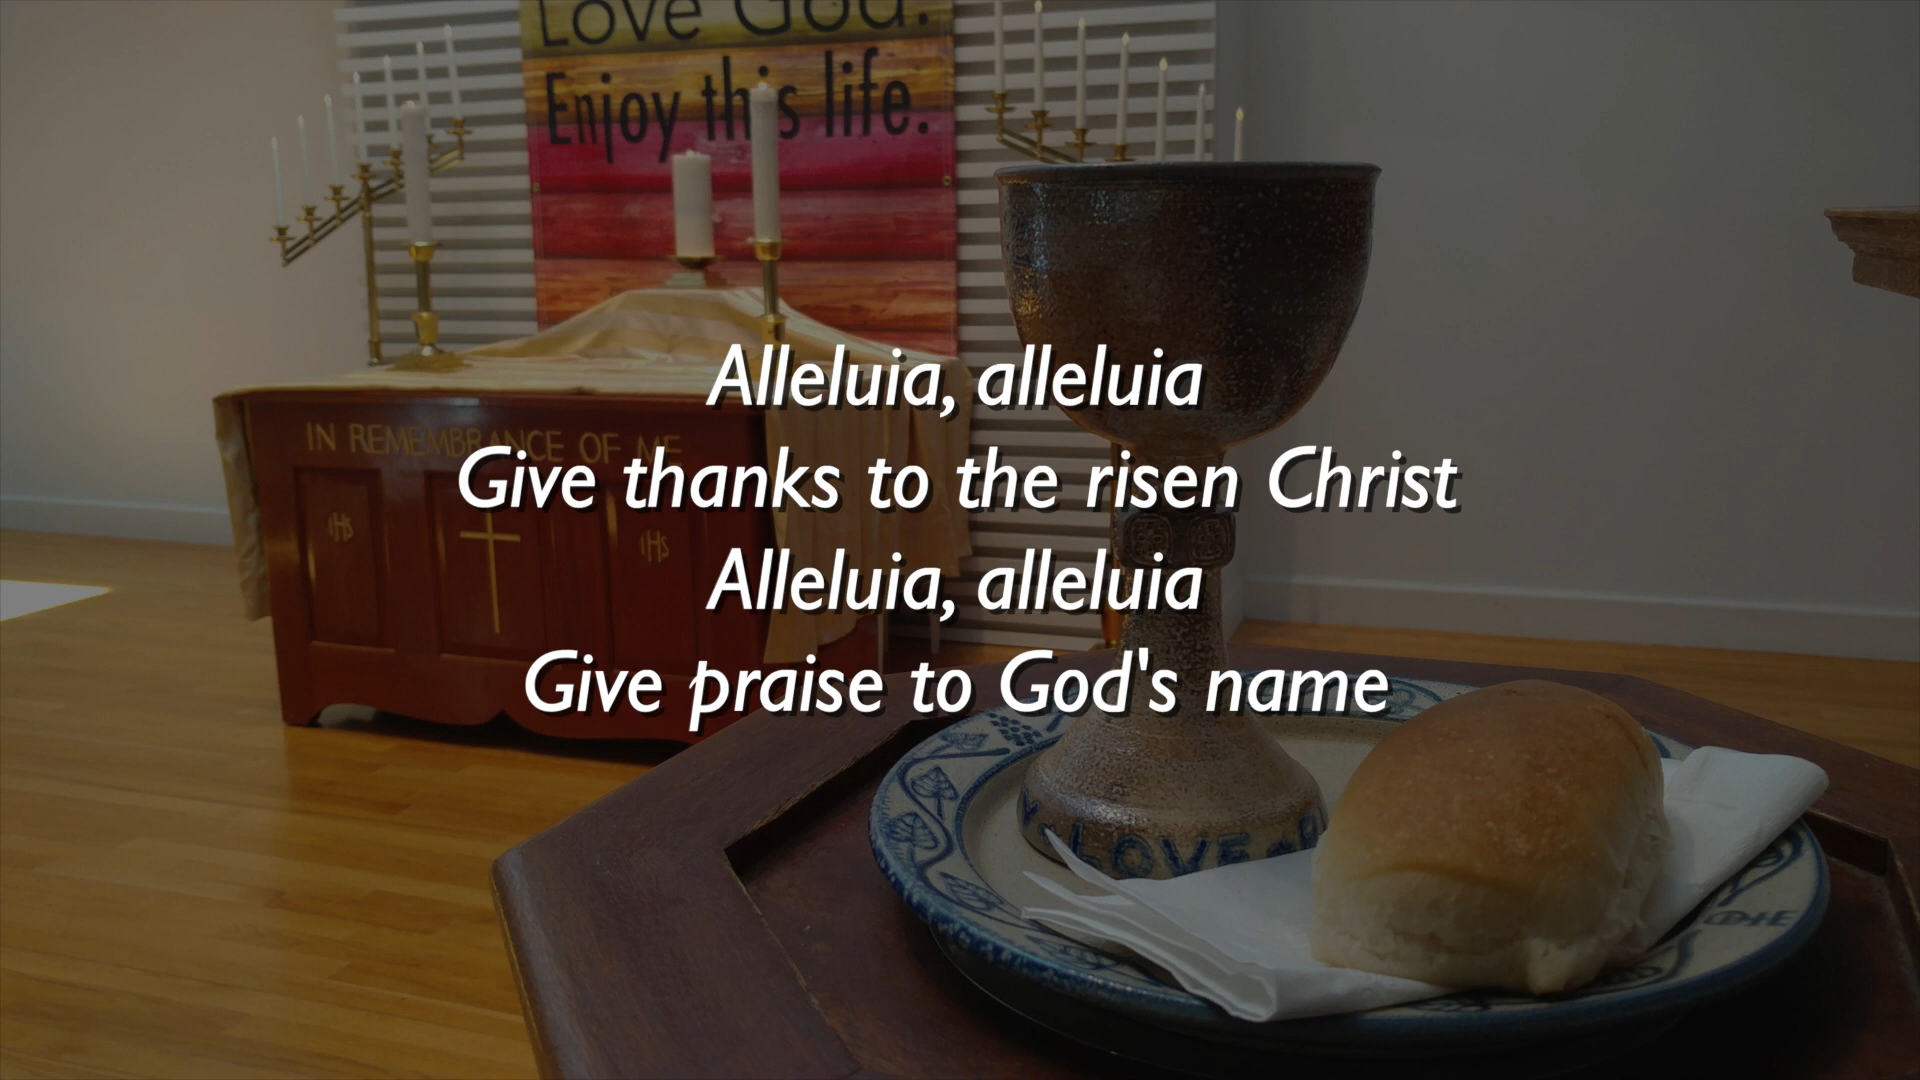 Love God.
Enjoy this life.
Alleluia, alleluia
Give thanks to the risen Christ
Alleluia, alleluia
Give praise to God's name
IN REMEMBRANCE OF ME
IHS
IHS
LOVE